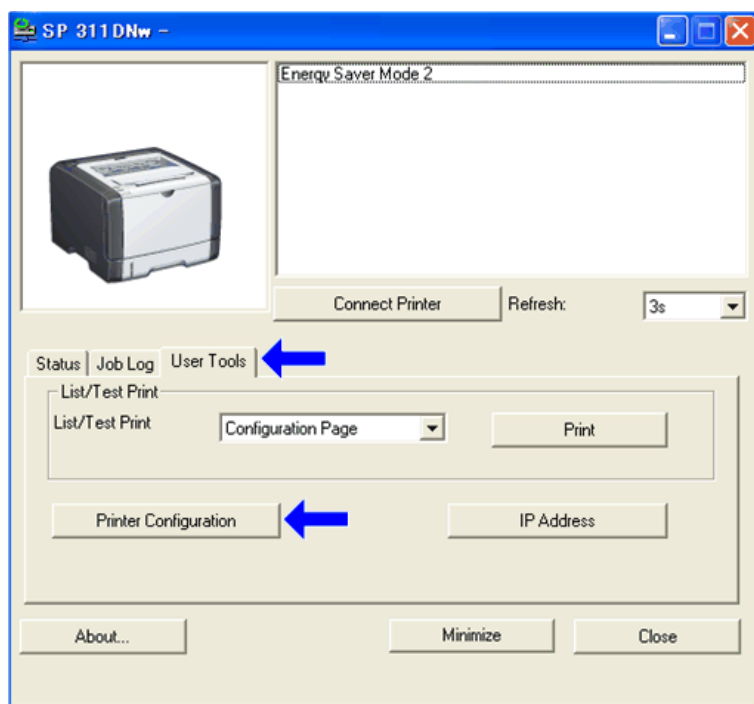 SP 311DNw -
Energy Saver Mode 2
Connect Printer
Refresh:
3s
Status
Job Log
User Tools
List/Test Print
List/Test Print
Configuration Page
Print
Printer Configuration
IP Address
About...
Minimize
Close